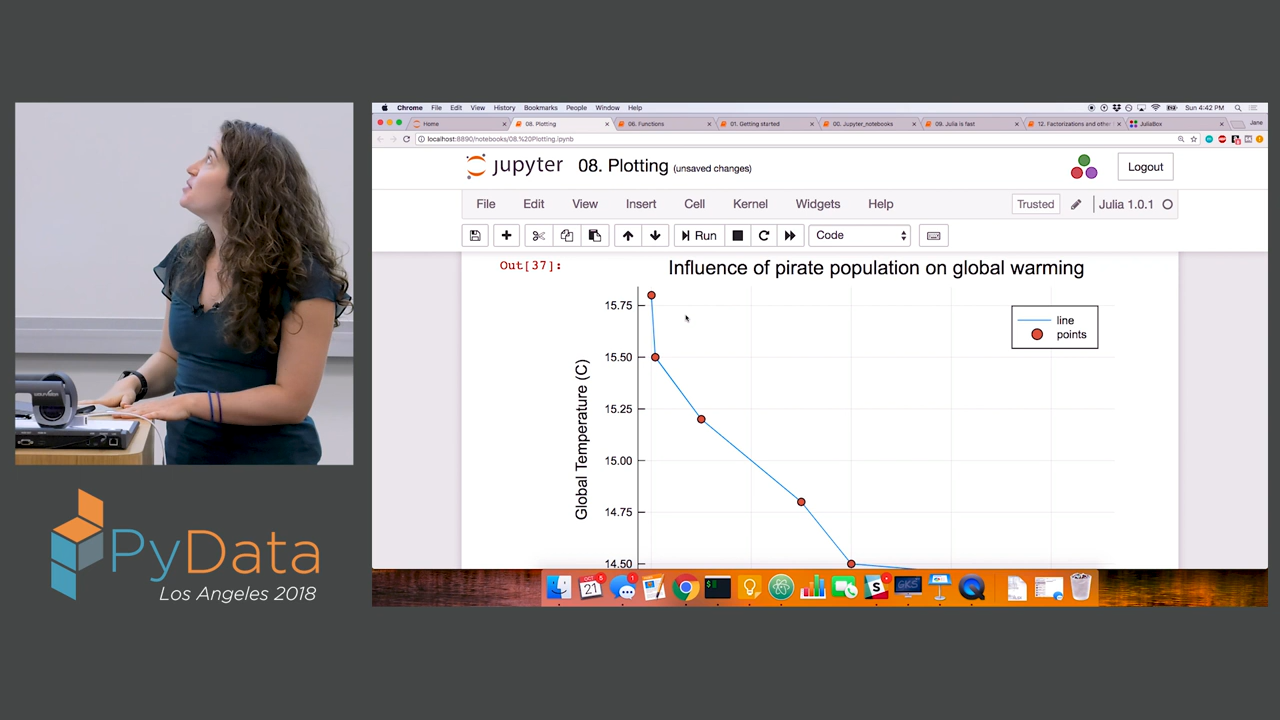 Chrome File Edit View History Bookmarks People Window Help Sun 4:42 PM
Home 08. Plotting 06. Functions 01. Getting started 00. Jupyter_notebooks 09. Julia is fast 12. Factorizations and other JuliaBox Jane
localhost:8890/notebooks/08.%20Plotting.ipynb
jupyter 08. Plotting (unsaved changes) Logout
File Edit View Insert Cell Kernel Widgets Help Trusted Julia 1.0.1
Run Code
Out[37]:
Influence of pirate population on global warming
15.75
15.50
15.25
15.00
14.75
14.50
Global Temperature (C)
line
points
OCT
21
GKS
PyData
Los Angeles 2018